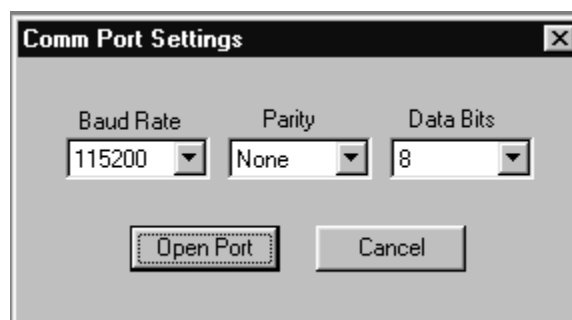 Comm Port Settings
Baud Rate Parity Data Bits
115200 None 8
Open Port Cancel